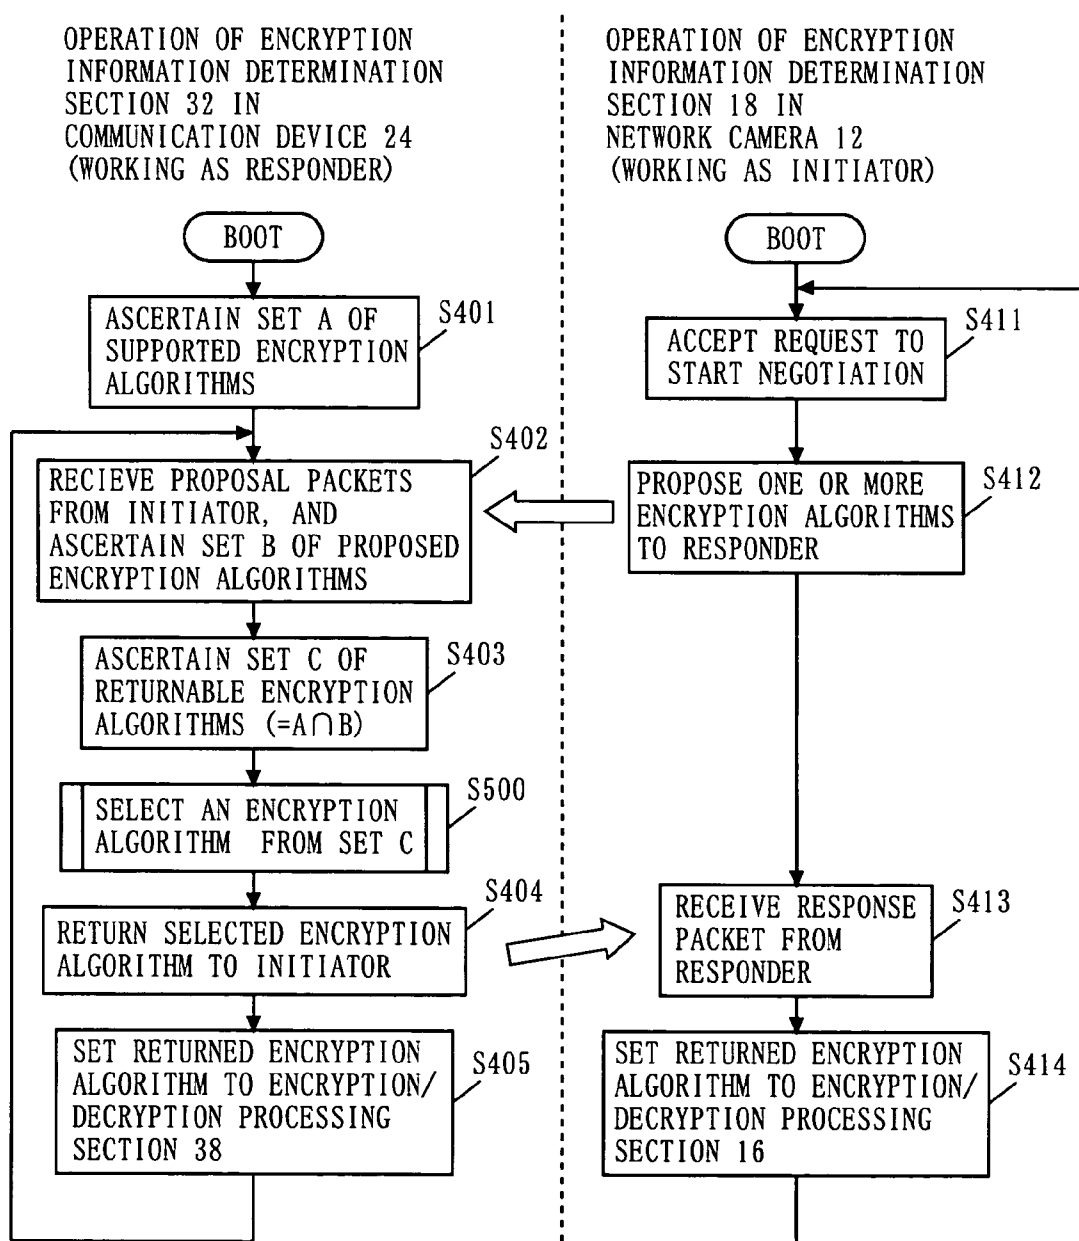 OPERATION OF ENCRYPTION
INFORMATION DETERMINATION
SECTION 32 IN
COMMUNICATION DEVICE 24
(WORKING AS RESPONDER)
BOOT
S401
ASCERTAIN SET A OF
SUPPORTED ENCRYPTION
ALGORITHMS
S402
RECIEVE PROPOSAL PACKETS
FROM INITIATOR, AND
ASCERTAIN SET B OF PROPOSED
ENCRYPTION ALGORITHMS
S403
ASCERTAIN SET C OF
RETURNABLE ENCRYPTION
ALGORITHMS (=A∩B)
S500
SELECT AN ENCRYPTION
ALGORITHM FROM SET C
S404
RETURN SELECTED ENCRYPTION
ALGORITHM TO INITIATOR
S405
SET RETURNED ENCRYPTION
ALGORITHM TO ENCRYPTION/
DECRYPTION PROCESSING
SECTION 38
OPERATION OF ENCRYPTION
INFORMATION DETERMINATION
SECTION 18 IN
NETWORK CAMERA 12
(WORKING AS INITIATOR)
BOOT
S411
ACCEPT REQUEST TO
START NEGOTIATION
S412
PROPOSE ONE OR MORE
ENCRYPTION ALGORITHMS
TO RESPONDER
S413
RECEIVE RESPONSE
PACKET FROM
RESPONDER
S414
SET RETURNED ENCRYPTION
ALGORITHM TO ENCRYPTION/
DECRYPTION PROCESSING
SECTION 16